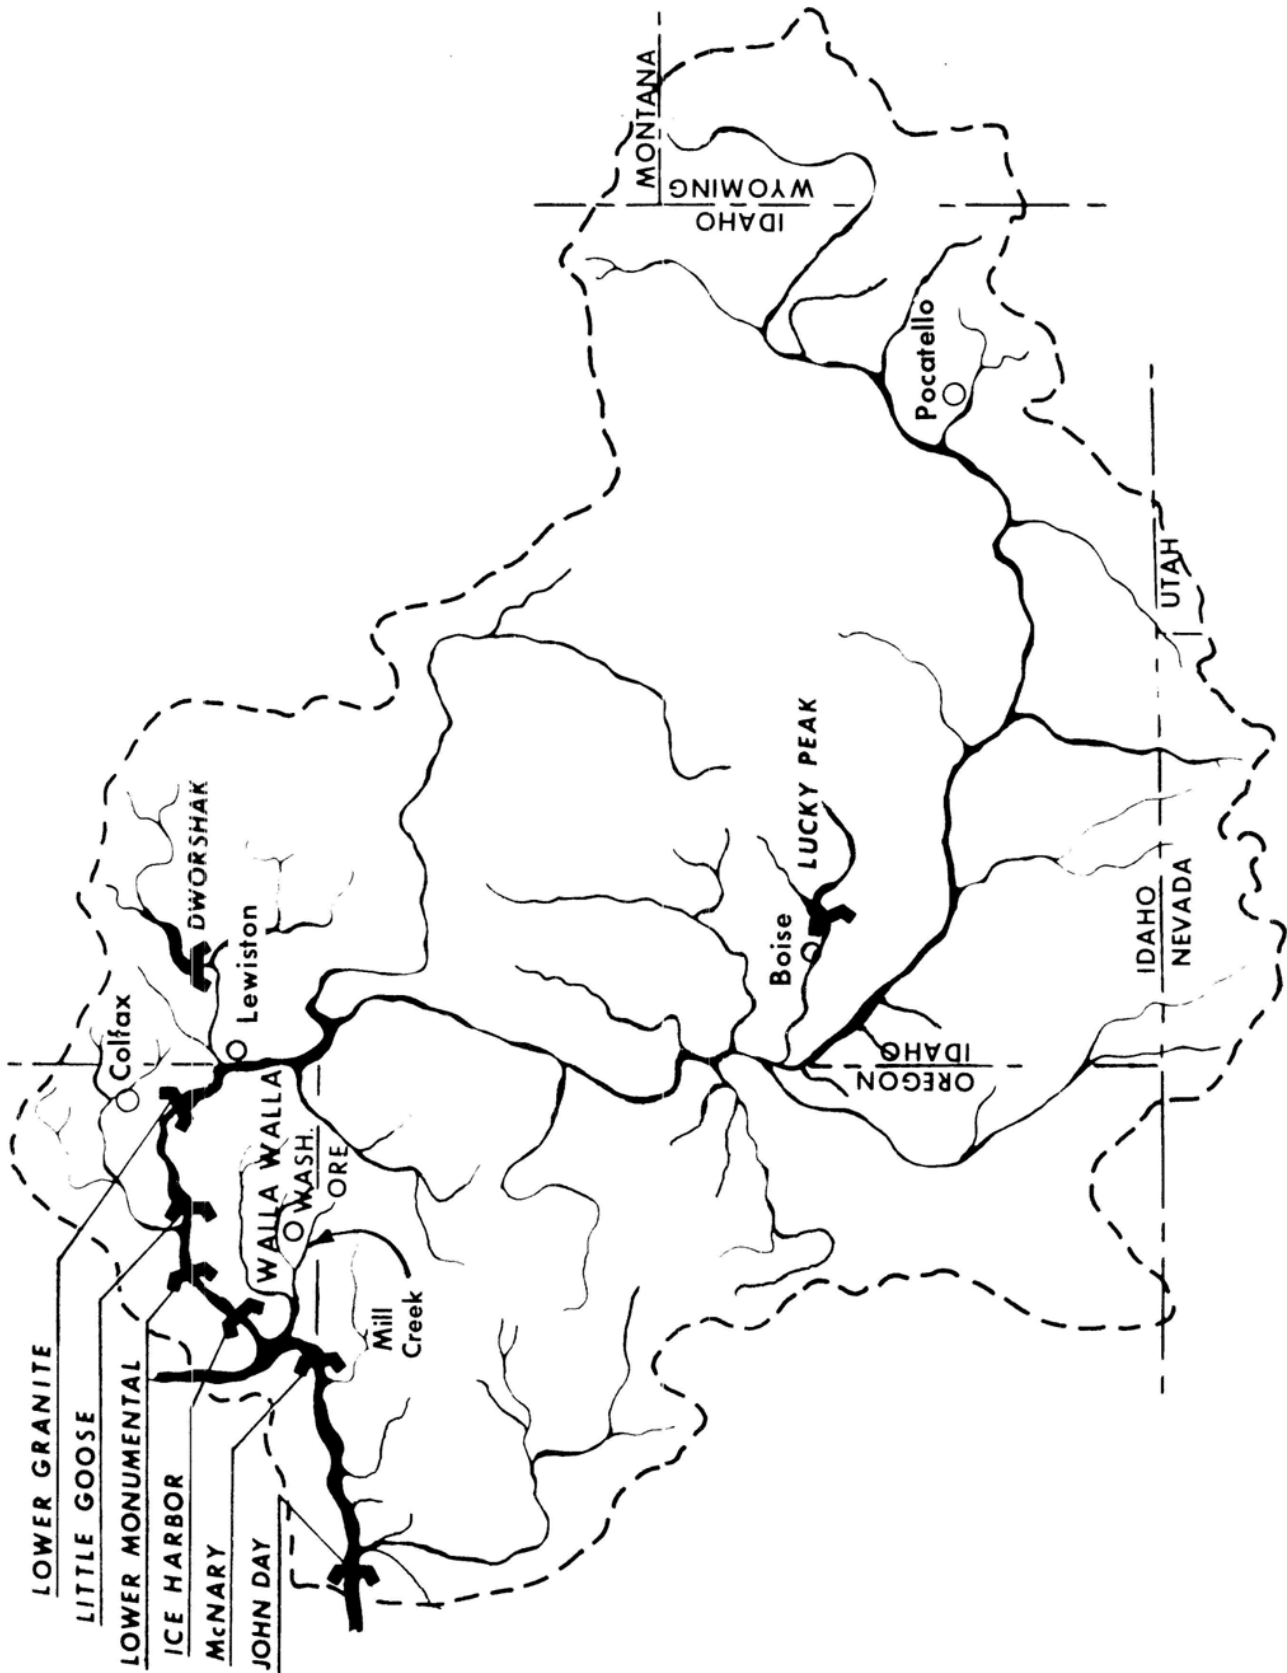 LOWER GRANITE
LITTLE GOOSE
LOWER MONUMENTAL
ICE HARBOR
McNARY
JOHN DAY
Colfax
DWORSHAK
Lewiston
WALLA WALLA
WASH.
ORE
Mill
Creek
MONTANA
IDAHO
WYOMING
Pocatello
LUCKY PEAK
Boise
OREGON
IDAHO
IDAHO
NEVADA
UTAH